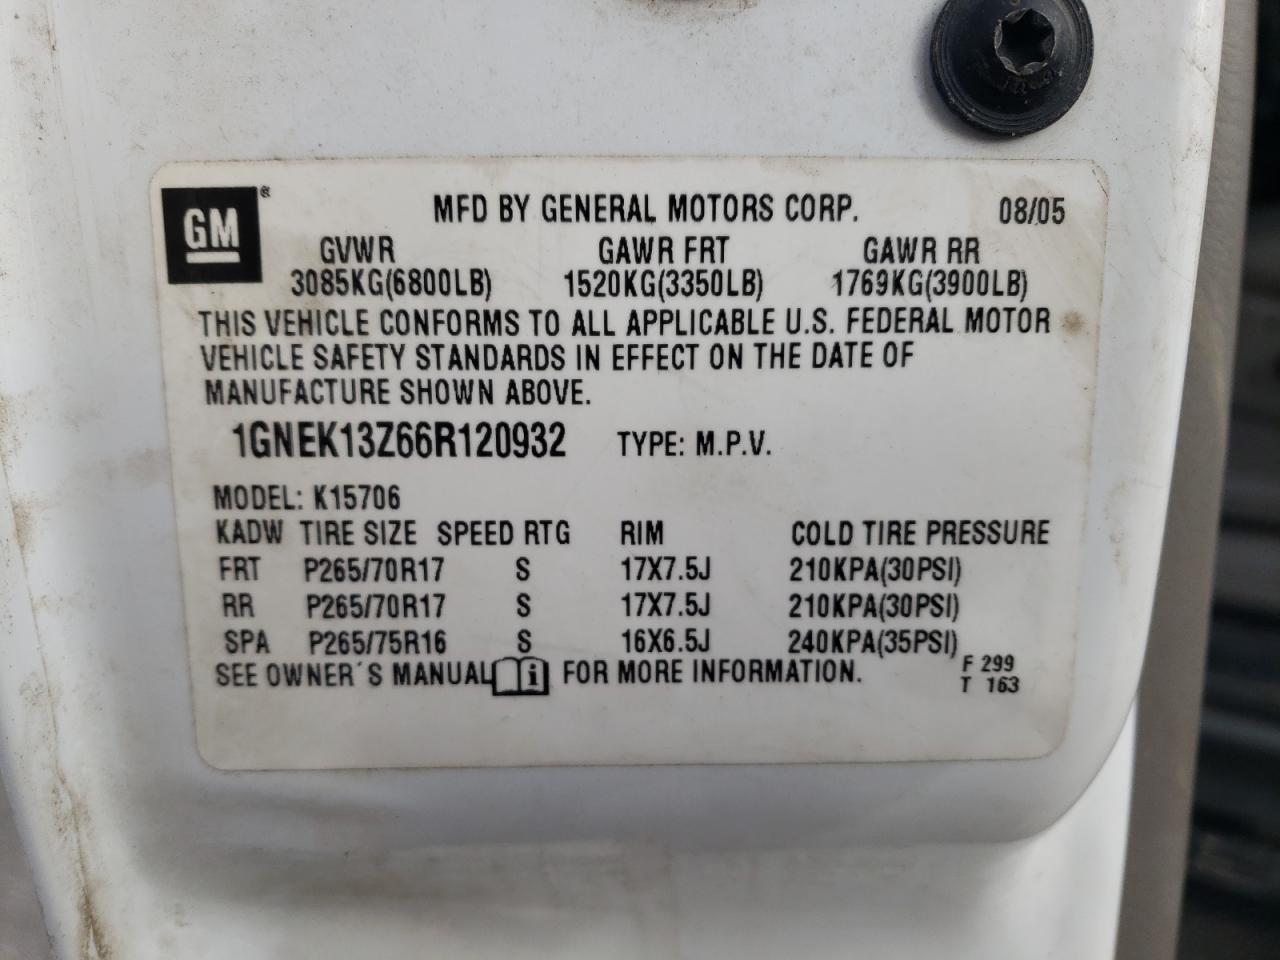 GM®
MFD BY GENERAL MOTORS CORP. 08/05
GVWR GAWR FRT GAWR RR
3085KG(6800LB) 1520KG(3350LB) 1769KG(3900LB)
THIS VEHICLE CONFORMS TO ALL APPLICABLE U.S. FEDERAL MOTOR
VEHICLE SAFETY STANDARDS IN EFFECT ON THE DATE OF
MANUFACTURE SHOWN ABOVE.
1GNEK13Z66R120932 TYPE: M.P.V.
MODEL: K15706
KADW TIRE SIZE SPEED RTG RIM COLD TIRE PRESSURE
FRT P265/70R17 S 17X7.5J 210KPA(30PSI)
RR P265/70R17 S 17X7.5J 210KPA(30PSI)
SPA P265/75R16 S 16X6.5J 240KPA(35PSI)
SEE OWNER´S MANUAL i FOR MORE INFORMATION.
F 299
T 163